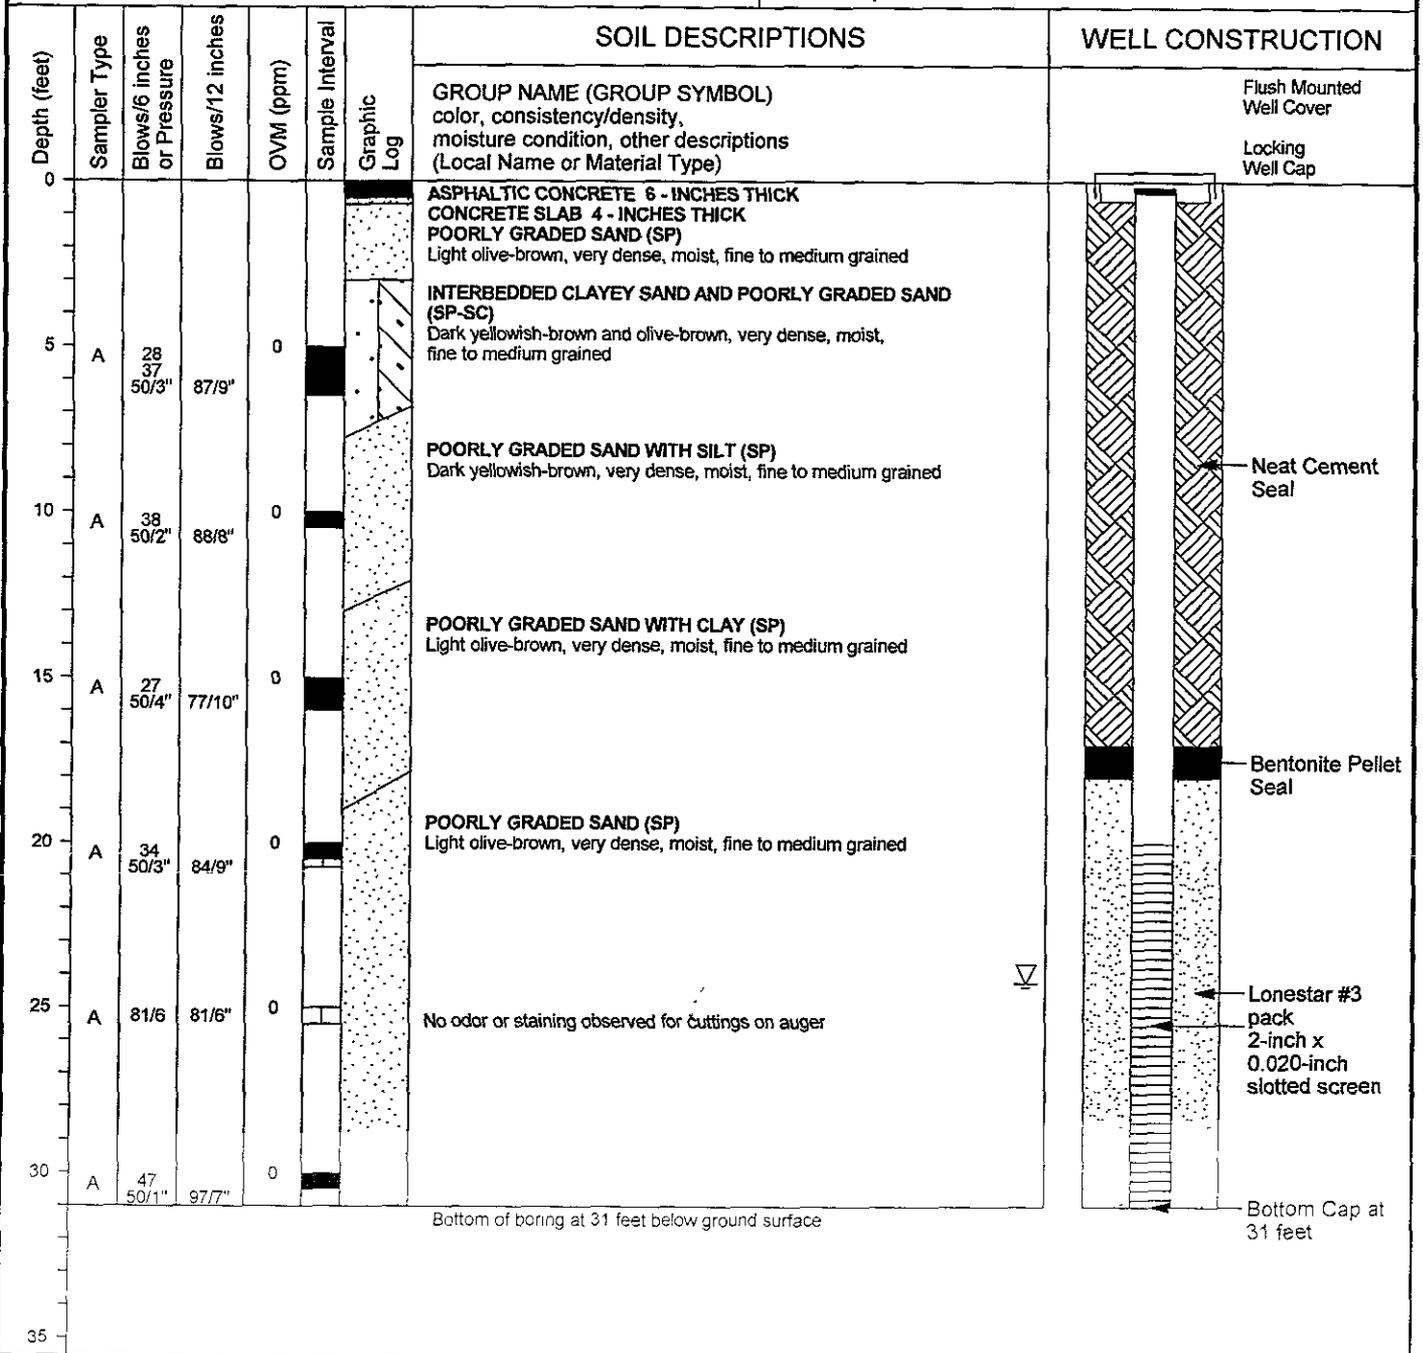 SOIL DESCRIPTIONS
WELL CONSTRUCTION
Depth (feet)
Sampler Type
Blows/6 inches
or Pressure
Blows/12 inches
OVM (ppm)
Sample Interval
Graphic
Log
GROUP NAME (GROUP SYMBOL)
color, consistency/density,
moisture condition, other descriptions
(Local Name or Material Type)
Flush Mounted
Well Cover
Locking
Well Cap
0
ASPHALTIC CONCRETE 6 - INCHES THICK
CONCRETE SLAB 4 - INCHES THICK
POORLY GRADED SAND (SP)
Light olive-brown, very dense, moist, fine to medium grained
INTERBEDDED CLAYEY SAND AND POORLY GRADED SAND
(SP-SC)
Dark yellowish-brown and olive-brown, very dense, moist,
fine to medium grained
5
A
28
37
50/3"
87/9"
0
POORLY GRADED SAND WITH SILT (SP)
Dark yellowish-brown, very dense, moist, fine to medium grained
Neat Cement
Seal
10
A
38
50/2"
88/8"
0
POORLY GRADED SAND WITH CLAY (SP)
Light olive-brown, very dense, moist, fine to medium grained
15
A
27
50/4"
77/10"
0
Bentonite Pellet
Seal
POORLY GRADED SAND (SP)
Light olive-brown, very dense, moist, fine to medium grained
20
A
34
50/3"
84/9"
0
25
A
81/6
81/6"
0
No odor or staining observed for cuttings on auger
Lonestar #3
pack
2-inch x
0.020-inch
slotted screen
30
A
47
50/1"
97/7"
0
Bottom of boring at 31 feet below ground surface
Bottom Cap at
31 feet
35